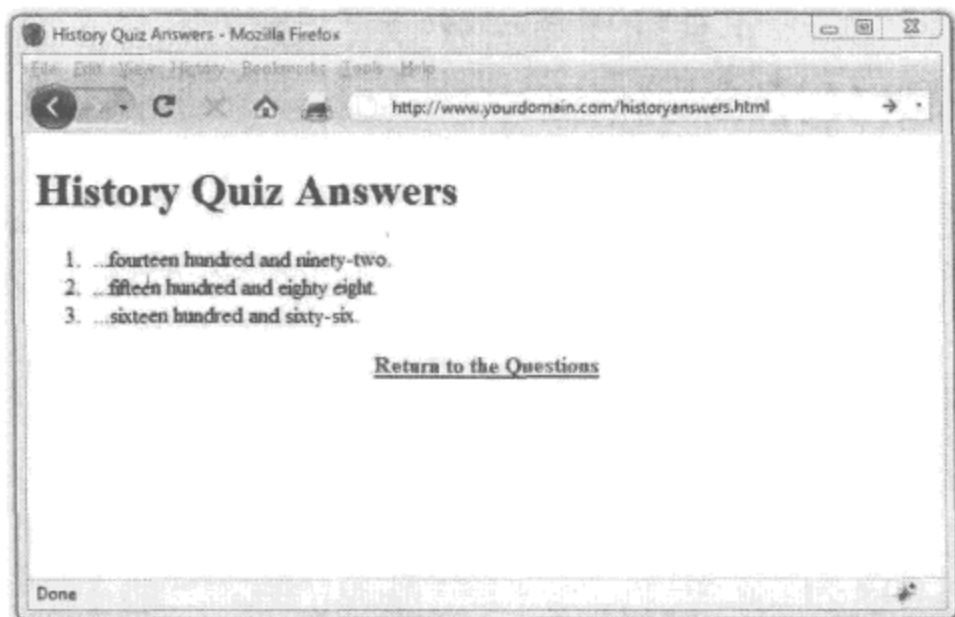 History Quiz Answers - Mozilla Firefox
File Edit View History Bookmarks Tools Help
http://www.yourdomain.com/historyanswers.html
History Quiz Answers
1. ...fourteen hundred and ninety-two.
2. ...fifteen hundred and eighty eight.
3. ...sixteen hundred and sixty-six.
Return to the Questions
Done